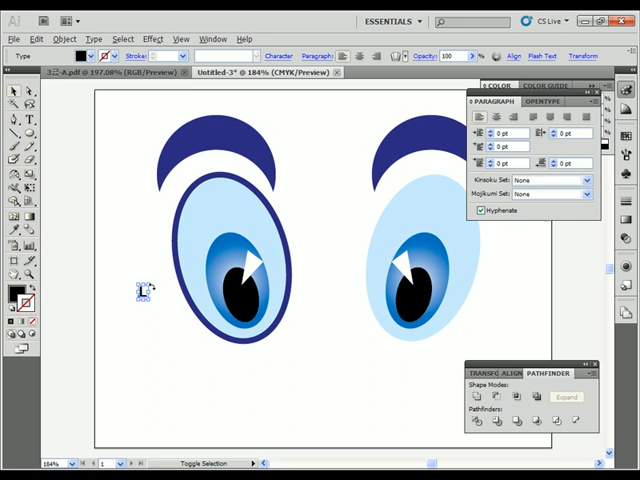 Ai Br ESSENTIALS CS Live
File Edit Object Type Select Effect View Window Help
Type Stroke: Character Paragraph: Opacity: 100 % Align Flash Text Transform
-A.pdf @ 197.08% (RGB/Preview) Untitled-3* @ 184% (CMYK/Preview)
COLOR COLOR GUIDE
PARAGRAPH OPENTYPE
0 pt 0 pt
0 pt
0 pt 0 pt
Kinsoku Set: None
Mojikumi Set: None
Hyphenate
L
TRANSFO ALIGN PATHFINDER
Shape Modes:
Expand
Pathfinders:
184% 1 Toggle Selection